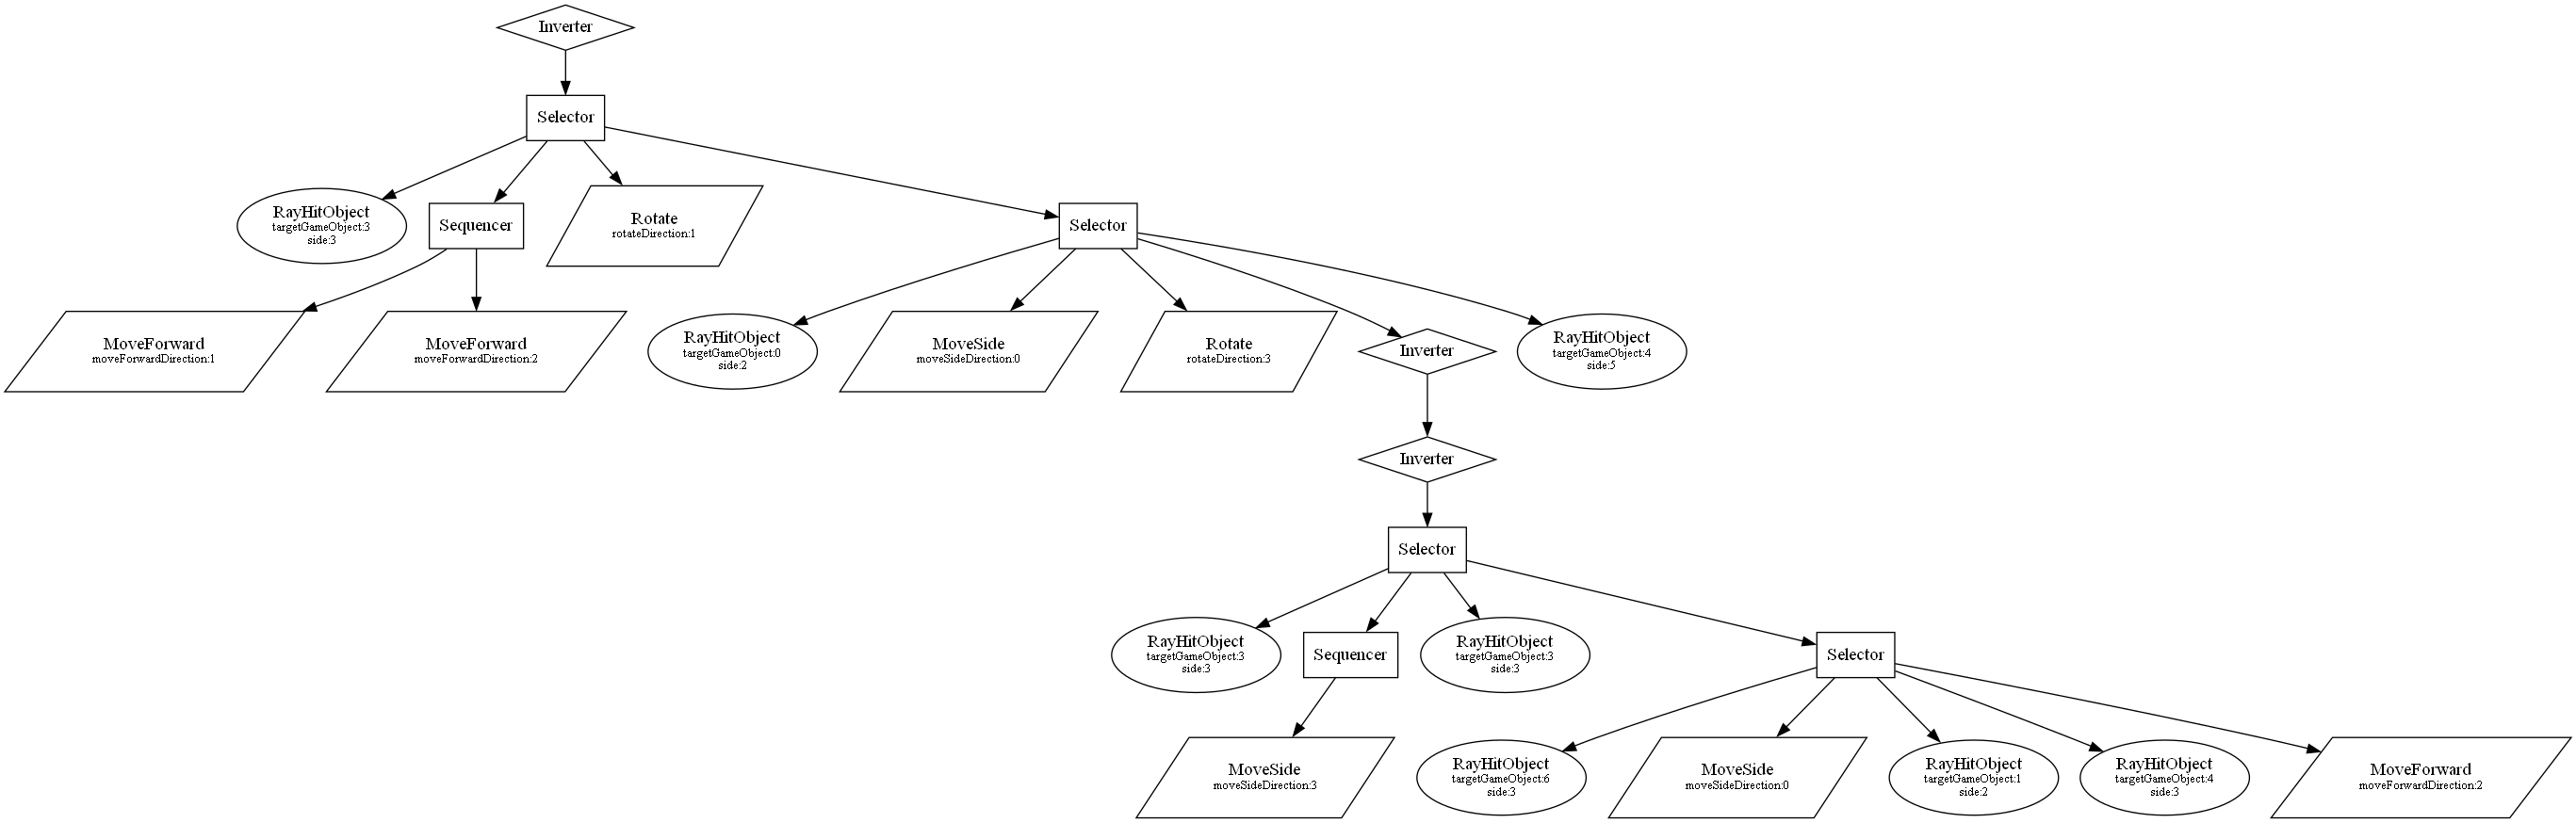 Inverter
Selector
RayHitObject
targetGameObject:3
side:3
Sequencer
Rotate
rotateDirection:1
Selector
MoveForward
moveForwardDirection:1
MoveForward
moveForwardDirection:2
RayHitObject
targetGameObject:0
side:2
MoveSide
moveSideDirection:0
Rotate
rotateDirection:3
Inverter
RayHitObject
targetGameObject:4
side:5
Inverter
Selector
RayHitObject
targetGameObject:3
side:3
Sequencer
RayHitObject
targetGameObject:3
side:3
Selector
MoveSide
moveSideDirection:3
RayHitObject
targetGameObject:6
side:3
MoveSide
moveSideDirection:0
RayHitObject
targetGameObject:1
side:2
RayHitObject
targetGameObject:4
side:3
MoveForward
moveForwardDirection:2